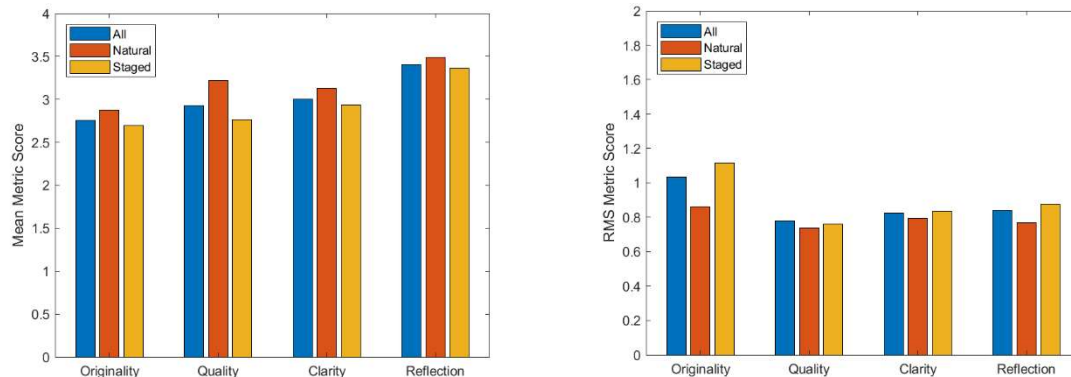 4
3.5
3
2.5
2
1.5
1
0.5
0
Mean Metric Score
All
Natural
Staged
Originality Quality Clarity Reflection
2
1.8
1.6
1.4
1.2
1
0.8
0.6
0.4
0.2
0
RMS Metric Score
All
Natural
Staged
Originality Quality Clarity Reflection